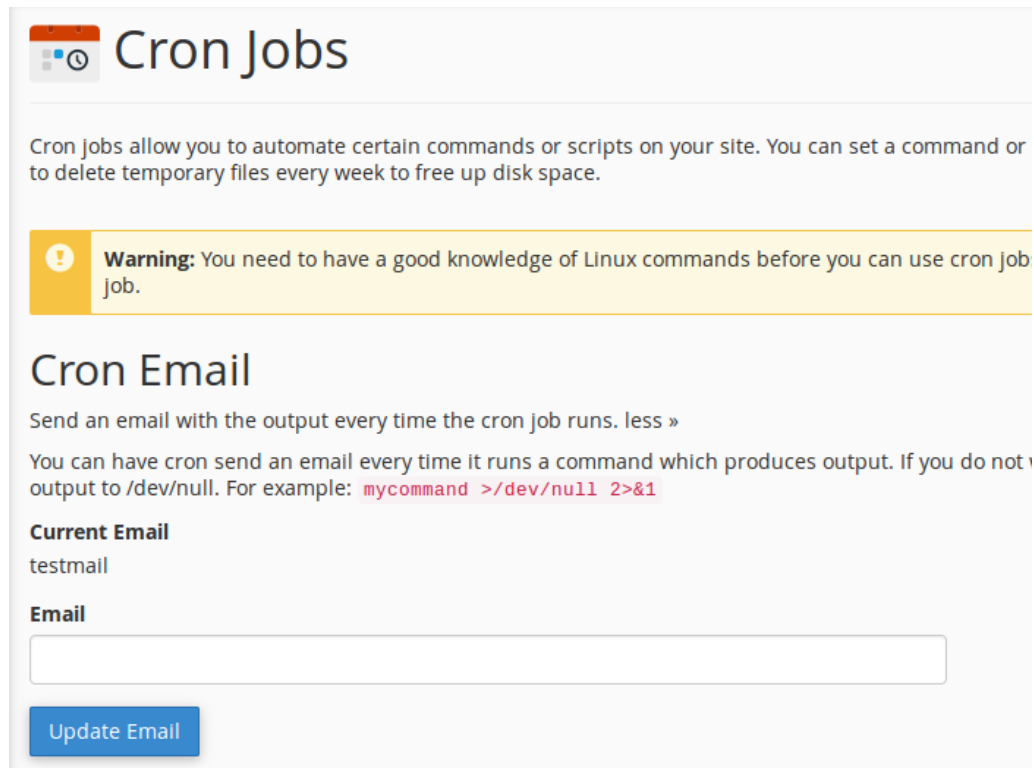 Cron Jobs
Cron jobs allow you to automate certain commands or scripts on your site. You can set a command or
to delete temporary files every week to free up disk space.
Warning: You need to have a good knowledge of Linux commands before you can use cron jobs
job.
Cron Email
Send an email with the output every time the cron job runs. less »
You can have cron send an email every time it runs a command which produces output. If you do not
output to /dev/null. For example: mycommand >/dev/null 2>&1
Current Email
testmail
Email
Update Email